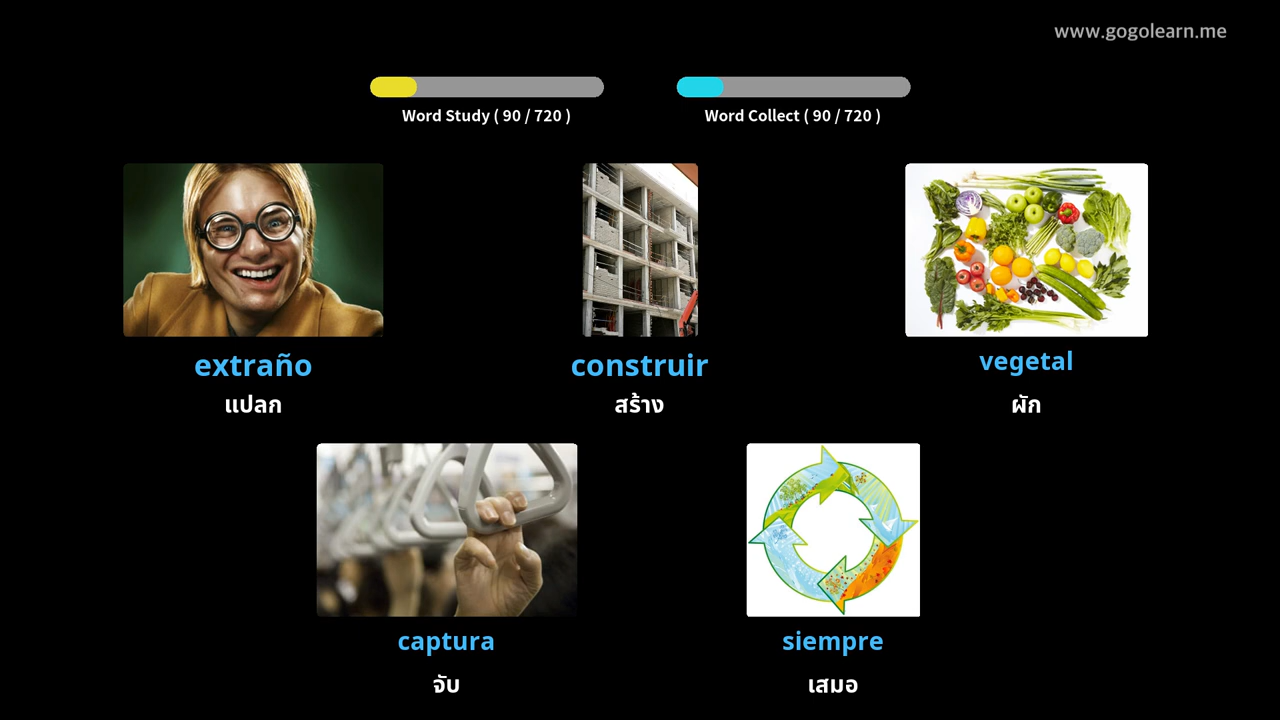 www.gogolearn.me
Word Study ( 90 / 720 )
Word Collect ( 90 / 720 )
extraño
construir
vegetal
แปลก
สร้าง
ผัก
captura
siempre
จับ
เสมอ